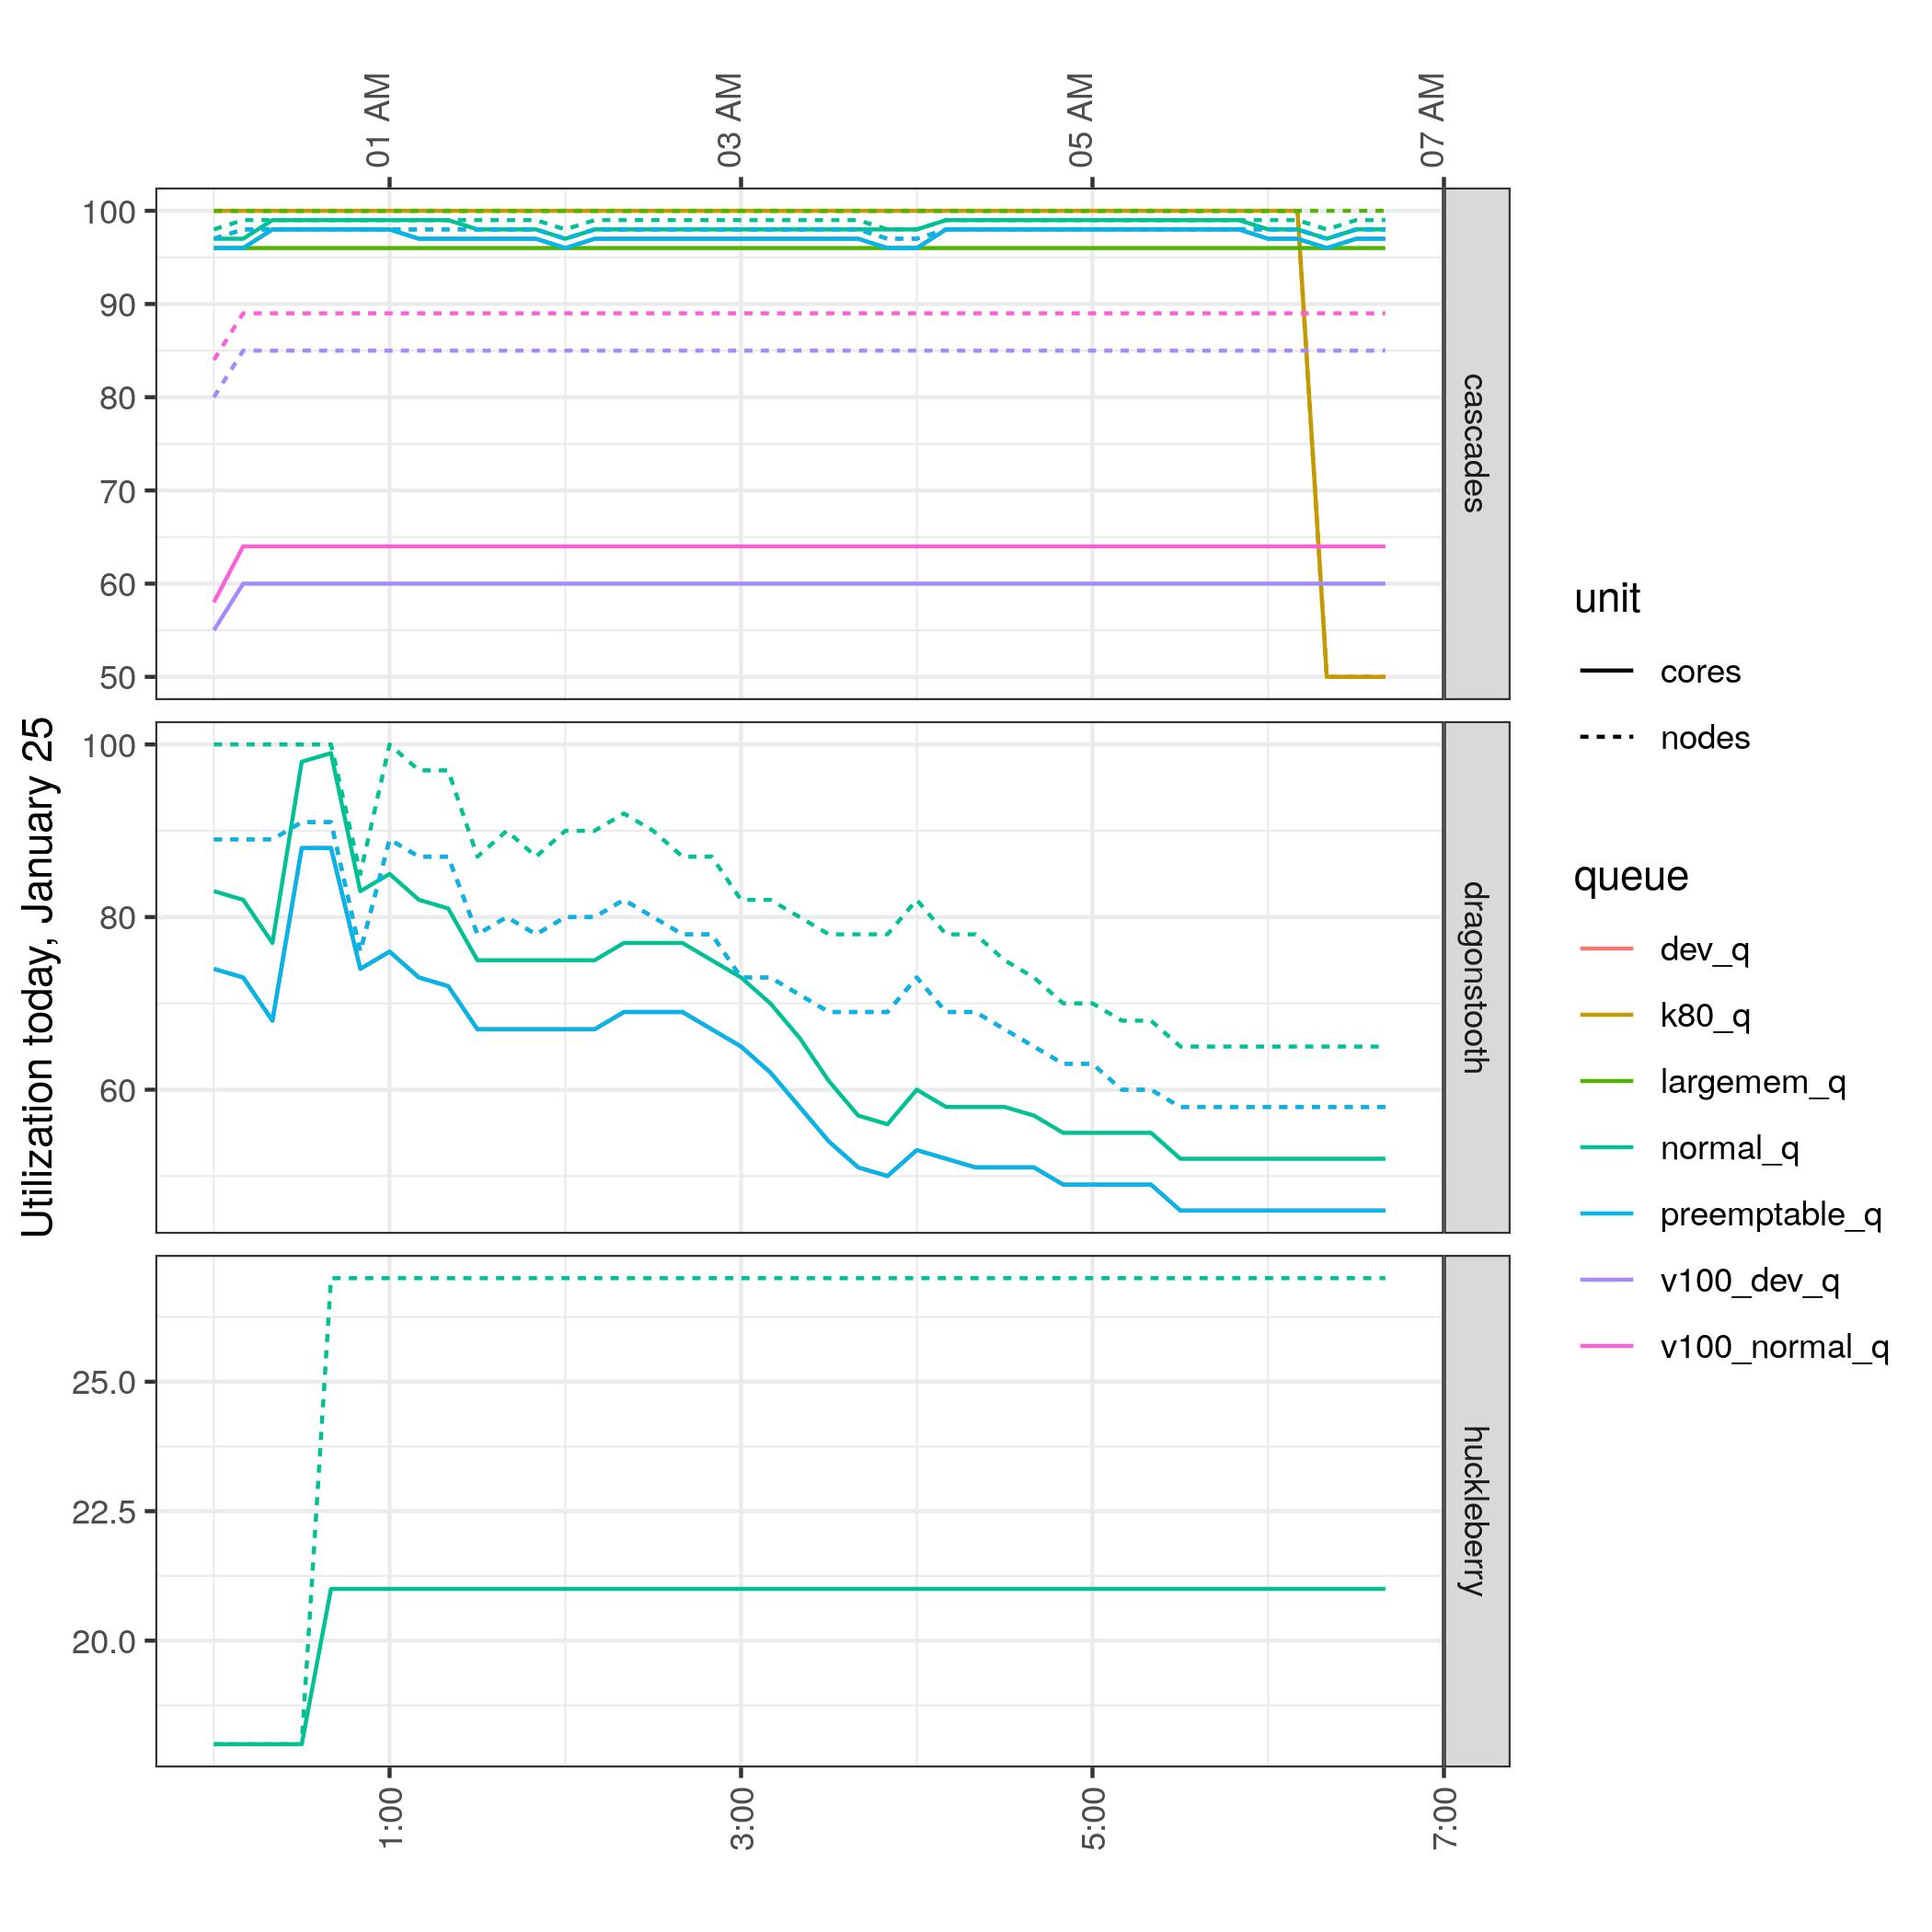 01 AM
03 AM
05 AM
07 AM
Utilization today, January 25
100
90
80
70
60
50
cascades
100
80
60
dragonstooth
25.0
22.5
20.0
huckleberry
1:00
3:00
5:00
7:00
unit
cores
nodes
queue
dev_q
k80_q
largemem_q
normal_q
preemptable_q
v100_dev_q
v100_normal_q